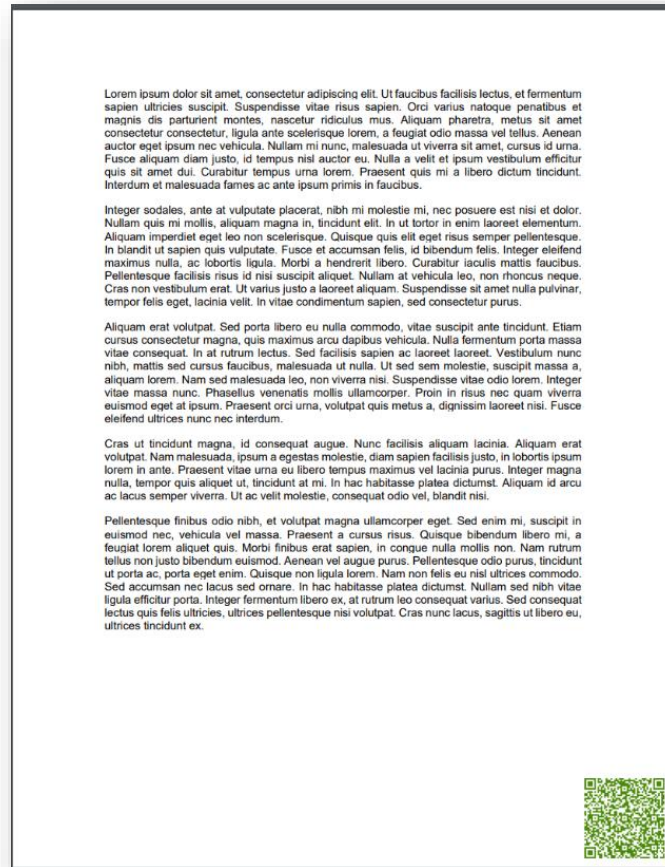 Lorem ipsum dolor sit amet, consectetur adipiscing elit. Ut faucibus facilisis lectus, et fermentum
sapien ultricies suscipit. Suspendisse vitae risus sapien. Orci varius natoque penatibus et
magnis dis parturient montes, nascetur ridiculus mus. Aliquam pharetra, metus sit amet
consectetur consectetur, ligula ante scelerisque lorem, a feugiat odio massa vel tellus. Aenean
auctor eget ipsum nec vehicula. Nullam mi nunc, malesuada ut viverra sit amet, cursus id urna.
Fusce aliquam diam justo, id tempus nisl auctor eu. Nulla a velit et ipsum vestibulum efficitur
quis sit amet dui. Curabitur tempus urna lorem. Praesent quis mi a libero dictum tincidunt.
Interdum et malesuada fames ac ante ipsum primis in faucibus.
Integer sodales, ante at vulputate placerat, nibh mi molestie mi, nec posuere est nisi et dolor.
Nullam quis mi mollis, aliquam magna in, tincidunt elit. In ut tortor in enim laoreet elementum.
Aliquam imperdiet eget leo non scelerisque. Quisque quis elit eget risus semper pellentesque.
In blandit ut sapien quis vulputate. Fusce et accumsan felis, id bibendum felis. Integer eleifend
maximus nulla, ac lobortis ligula. Morbi a hendrerit libero. Curabitur iaculis mattis faucibus.
Pellentesque facilisis risus id nisi suscipit aliquet. Nullam at vehicula leo, non rhoncus neque.
Cras non vestibulum erat. Ut varius justo a laoreet aliquam. Suspendisse sit amet nulla pulvinar,
tempor felis eget, lacinia velit. In vitae condimentum sapien, sed consectetur purus.
Aliquam erat volutpat. Sed porta libero eu nulla commodo, vitae suscipit ante tincidunt. Etiam
cursus consectetur magna, quis maximus arcu dapibus vehicula. Nulla fermentum porta massa
vitae consequat. In at rutrum lectus. Sed facilisis sapien ac laoreet laoreet. Vestibulum nunc
nibh, mattis sed cursus faucibus, malesuada ut nulla. Ut sed sem molestie, suscipit massa a,
aliquam lorem. Nam sed malesuada leo, non viverra nisi. Suspendisse vitae odio lorem. Integer
vitae massa nunc. Phasellus venenatis mollis ullamcorper. Proin in risus nec quam viverra
euismod eget at ipsum. Praesent orci urna, volutpat quis metus a, dignissim laoreet nisi. Fusce
eleifend ultrices nunc nec interdum.
Cras ut tincidunt magna, id consequat augue. Nunc facilisis aliquam lacinia. Aliquam erat
volutpat. Nam malesuada, ipsum a egestas molestie, diam sapien facilisis justo, in lobortis ipsum
lorem in ante. Praesent vitae urna eu libero tempus maximus vel lacinia purus. Integer magna
nulla, tempor quis aliquet ut, tincidunt at mi. In hac habitasse platea dictumst. Aliquam id arcu
ac lacus semper viverra. Ut ac velit molestie, consequat odio vel, blandit nisi.
Pellentesque finibus odio nibh, et volutpat magna ullamcorper eget. Sed enim mi, suscipit in
euismod nec, vehicula vel massa. Praesent a cursus risus. Quisque bibendum libero mi, a
feugiat lorem aliquet quis. Morbi finibus erat sapien, in congue nulla mollis non. Nam rutrum
tellus non justo bibendum euismod. Aenean vel augue purus. Pellentesque odio purus, tincidunt
ut porta ac, porta eget enim. Quisque non ligula lorem. Nam non felis eu nisl ultrices commodo.
Sed accumsan nec lacus sed ornare. In hac habitasse platea dictumst. Nullam sed nibh vitae
ligula efficitur porta. Integer fermentum libero ex, at rutrum leo consequat varius. Sed consequat
lectus quis felis ultricies, ultrices pellentesque nisi volutpat. Cras nunc lacus, sagittis ut libero eu,
ultrices tincidunt ex.